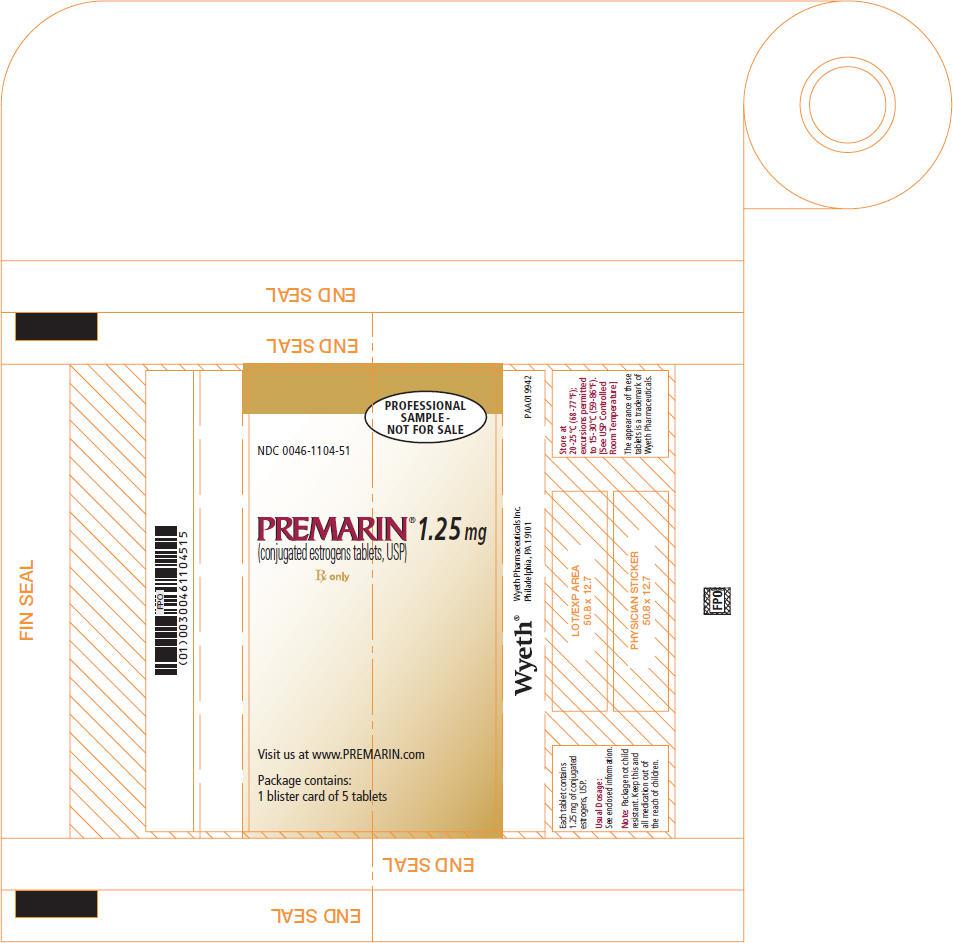 END SEAL
END SEAL
FIN SEAL
FPO
(01)00300461104515
PROFESSIONAL
SAMPLE -
NOT FOR SALE
NDC 0046-1104-51
PREMARIN® 1.25 mg
(conjugated estrogens tablets, USP)
℞ only
Visit us at www.PREMARIN.com
Package contains:
1 blister card of 5 tablets
PAA019942
Wyeth®
Wyeth Pharmaceuticals Inc.
Philadelphia, PA 19101
Store at
20-25°C (68-77°F);
excursions permitted
to 15-30°C (59-86°F).
[See USP Controlled
Room Temperature]
The appearance of these
tablets is a trademark of
Wyeth Pharmaceuticals.
LOT/EXP AREA
50.8 x 12.7
PHYSICIAN STICKER
50.8 x 12.7
Each tablet contains
1.25 mg of conjugated
estrogens, USP.
Usual Dosage:
See enclosed information.
Note: Package not child
resistant. Keep this and
all medication out of
the reach of children.
FPO
END SEAL
END SEAL